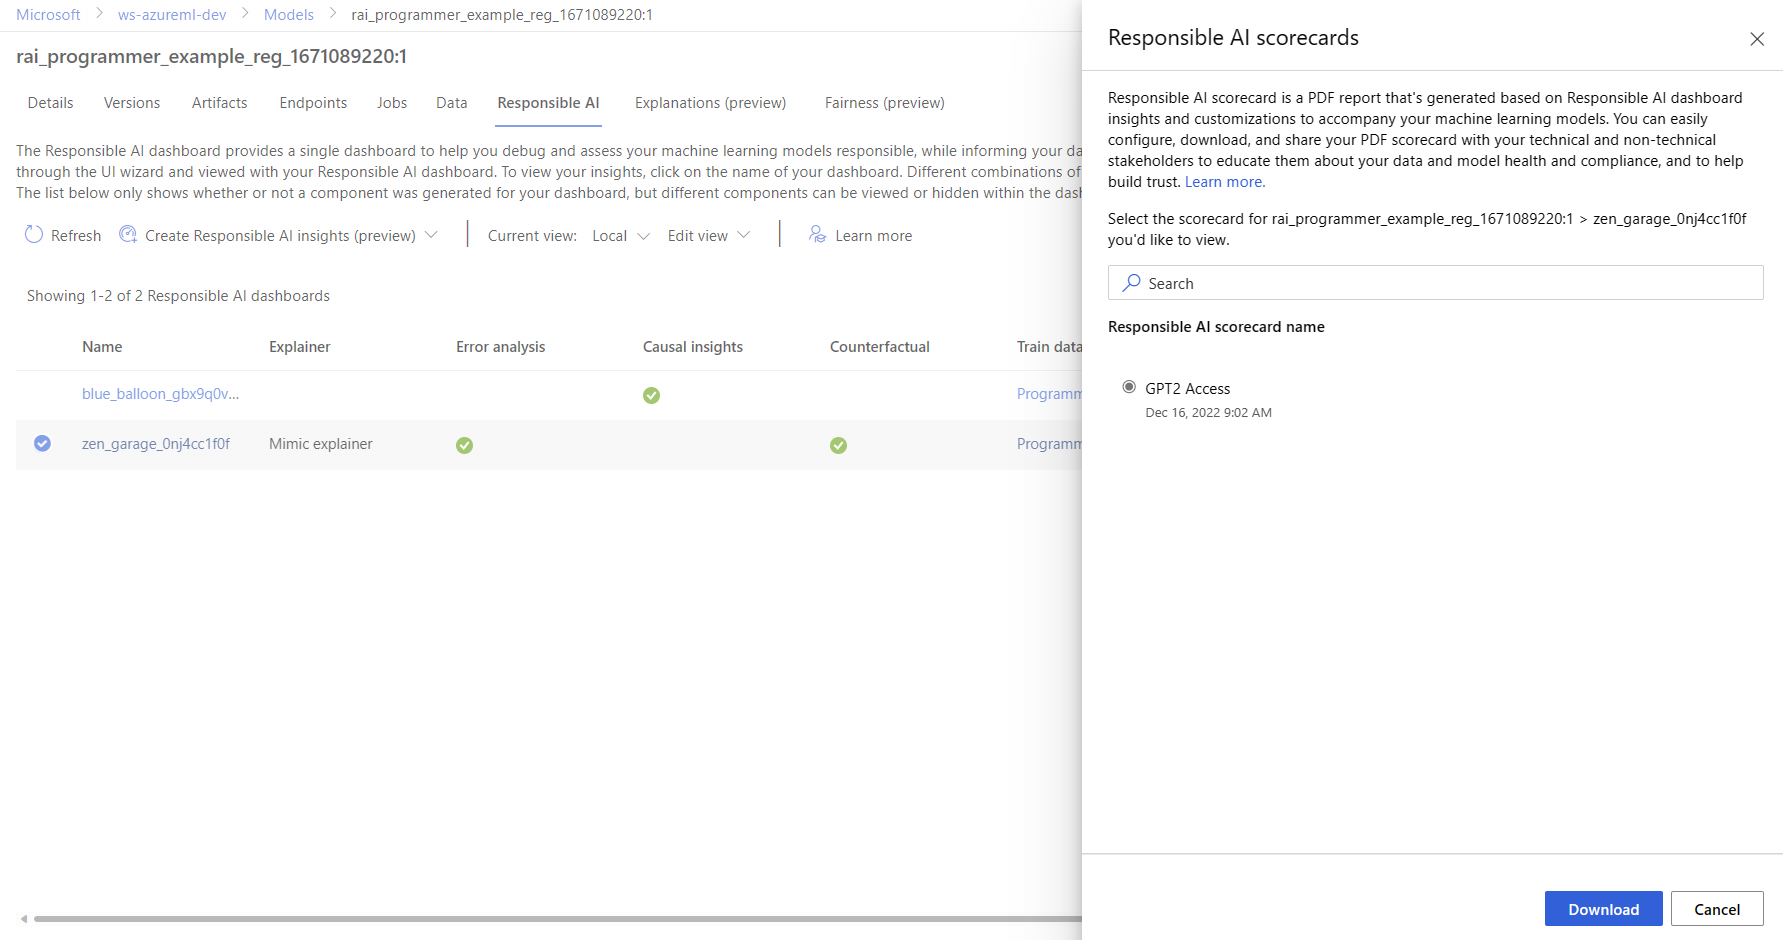 Microsoft > ws-azureml-dev > Models > rai_programmer_example_reg_1671089220:1
rai_programmer_example_reg_1671089220:1
Details Versions Artifacts Endpoints Jobs Data Responsible AI Explanations (preview) Fairness (preview)
The Responsible AI dashboard provides a single dashboard to help you debug and assess your machine learning models responsible, while informing your da
through the UI wizard and viewed with your Responsible AI dashboard. To view your insights, click on the name of your dashboard. Different combinations of
The list below only shows whether or not a component was generated for your dashboard, but different components can be viewed or hidden within the dash
Refresh Create Responsible AI insights (preview) Current view: Local Edit view Learn more
Showing 1-2 of 2 Responsible AI dashboards
Name Explainer Error analysis Causal insights Counterfactual Train data
blue_balloon_gbx9q0v... Programm
zen_garage_0nj4cc1f0f Mimic explainer Programm
Responsible AI scorecards
Responsible AI scorecard is a PDF report that's generated based on Responsible AI dashboard
insights and customizations to accompany your machine learning models. You can easily
configure, download, and share your PDF scorecard with your technical and non-technical
stakeholders to educate them about your data and model health and compliance, and to help
build trust. Learn more.
Select the scorecard for rai_programmer_example_reg_1671089220:1 > zen_garage_0nj4cc1f0f
you'd like to view.
Search
Responsible AI scorecard name
GPT2 Access
Dec 16, 2022 9:02 AM
Download Cancel